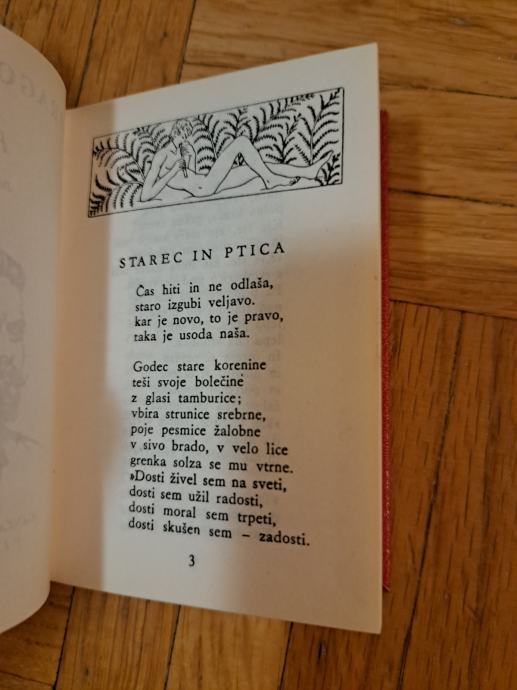 STAREC IN PTICA
Čas hiti in ne odlaša,
staro izgubi veljavo.
kar je novo, to je pravo,
taka je usoda naša.
Godec stare korenine
teši svoje bolečine
z glasi tamburice;
vbira strunice srebrne,
poje pesmice žalobne
v sivo brado, v velo lice
grenka solza se mu vtrne.
»Dosti živel sem na sveti,
dosti sem užil radosti,
dosti moral sem trpeti,
dosti skušen sem – zadosti.
3